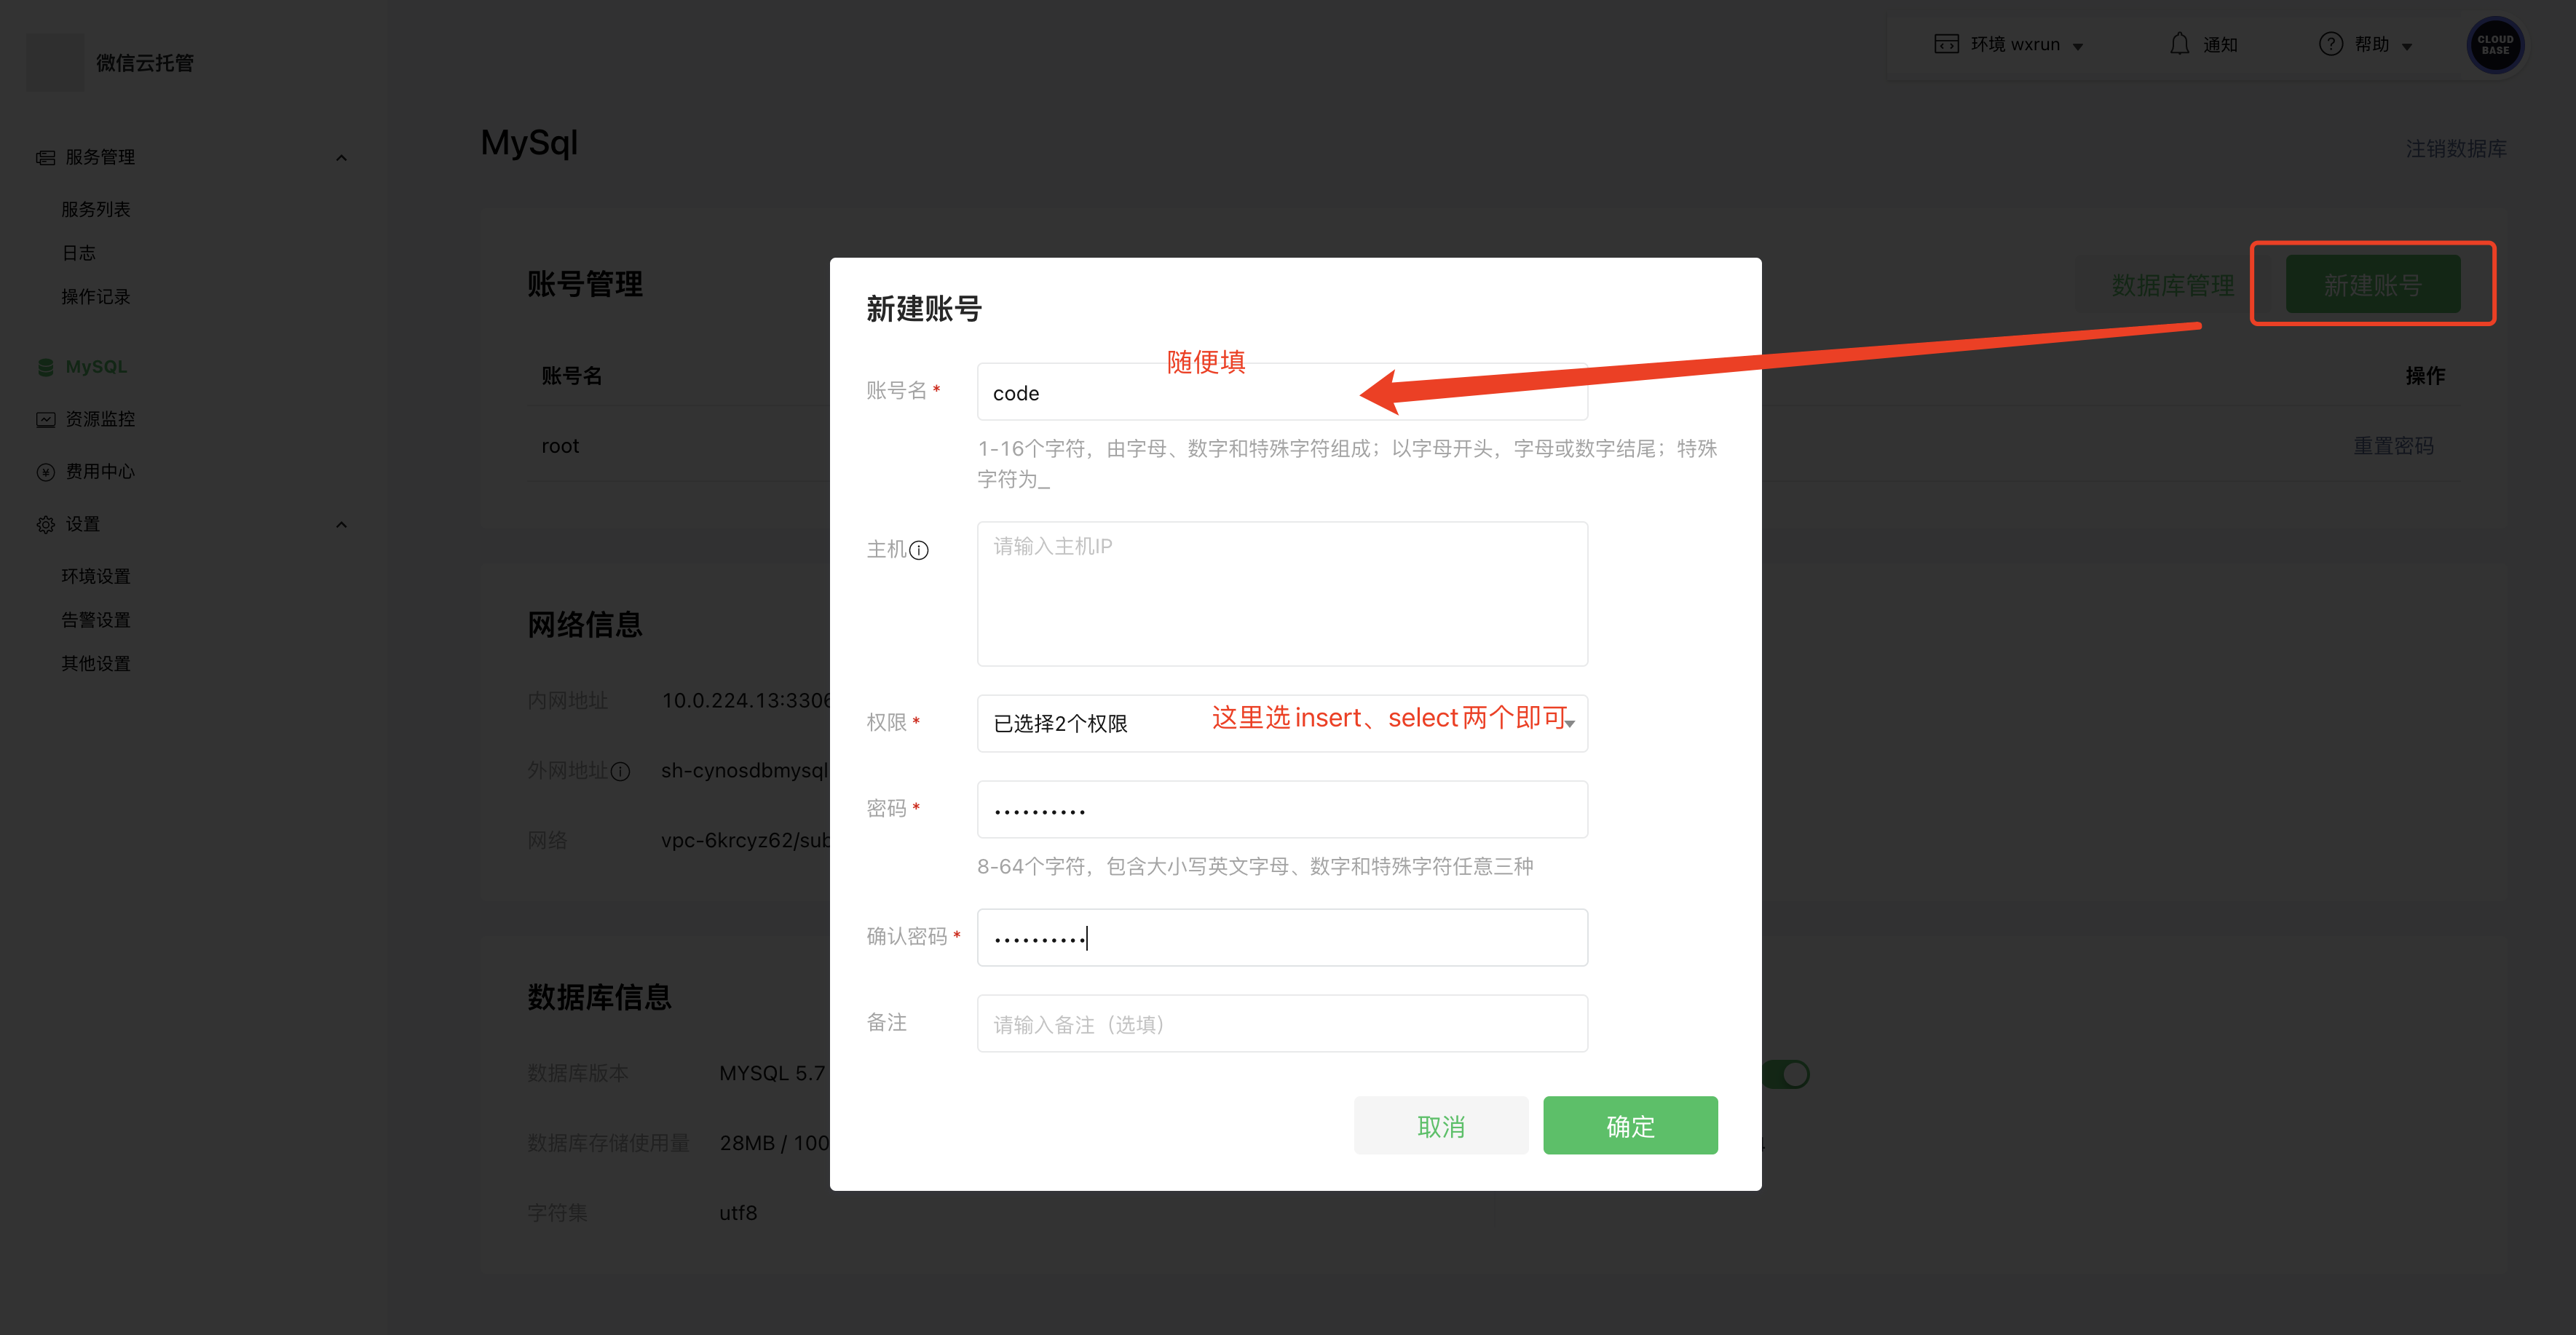 微信云托管
环境 wxrun
通知
帮助
CLOUD
BASE
服务管理
服务列表
日志
操作记录
MySQL
资源监控
费用中心
设置
环境设置
告警设置
其他设置
MySql
注销数据库
账号管理
数据库管理
新建账号
账号名
操作
root
重置密码
网络信息
内网地址
10.0.224.13:3306
外网地址
sh-cynosdbmysql
网络
vpc-6krcyz62/sub
数据库信息
数据库版本
MYSQL 5.7
数据库存储使用量
28MB / 100
字符集
utf8
新建账号
随便填
账号名 *
code
1-16个字符，由字母、数字和特殊字符组成；以字母开头，字母或数字结尾；特殊
字符为_
主机
请输入主机IP
权限 *
已选择2个权限
这里选insert、select两个即可
密码 *
8-64个字符，包含大小写英文字母、数字和特殊字符任意三种
确认密码 *
备注
请输入备注（选填）
取消
确定